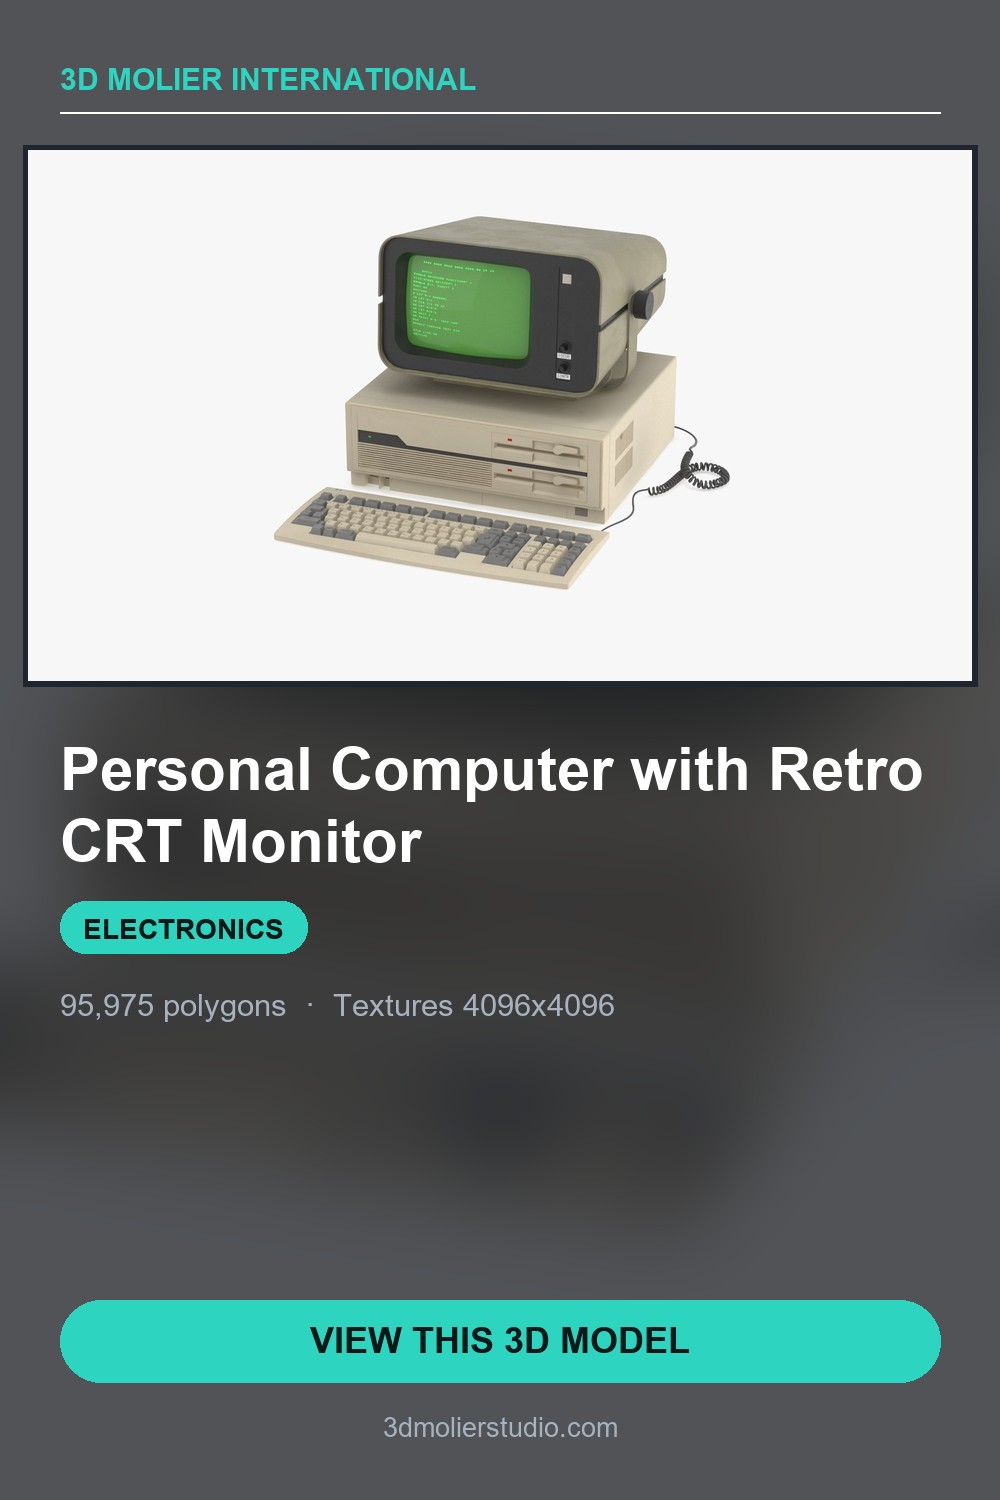 3D MOLIER INTERNATIONAL
Personal Computer with Retro
CRT Monitor
ELECTRONICS
95,975 polygons · Textures 4096x4096
VIEW THIS 3D MODEL
3dmolierstudio.com